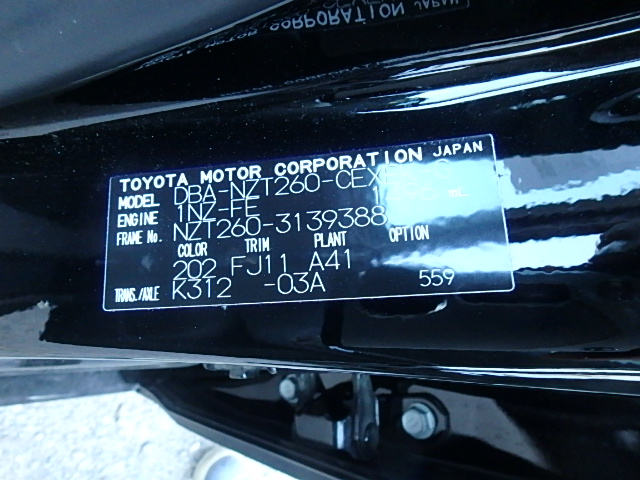 TOYOTA MOTOR CORPORATION JAPAN
MODEL DBA-NZT260-CEX
ENGINE 1NZ-FE
FRAME No. NZT260-3139388
COLOR TRIM PLANT OPTION
202 FJ11 A41
TRANS./AXLE K312 -03A 559